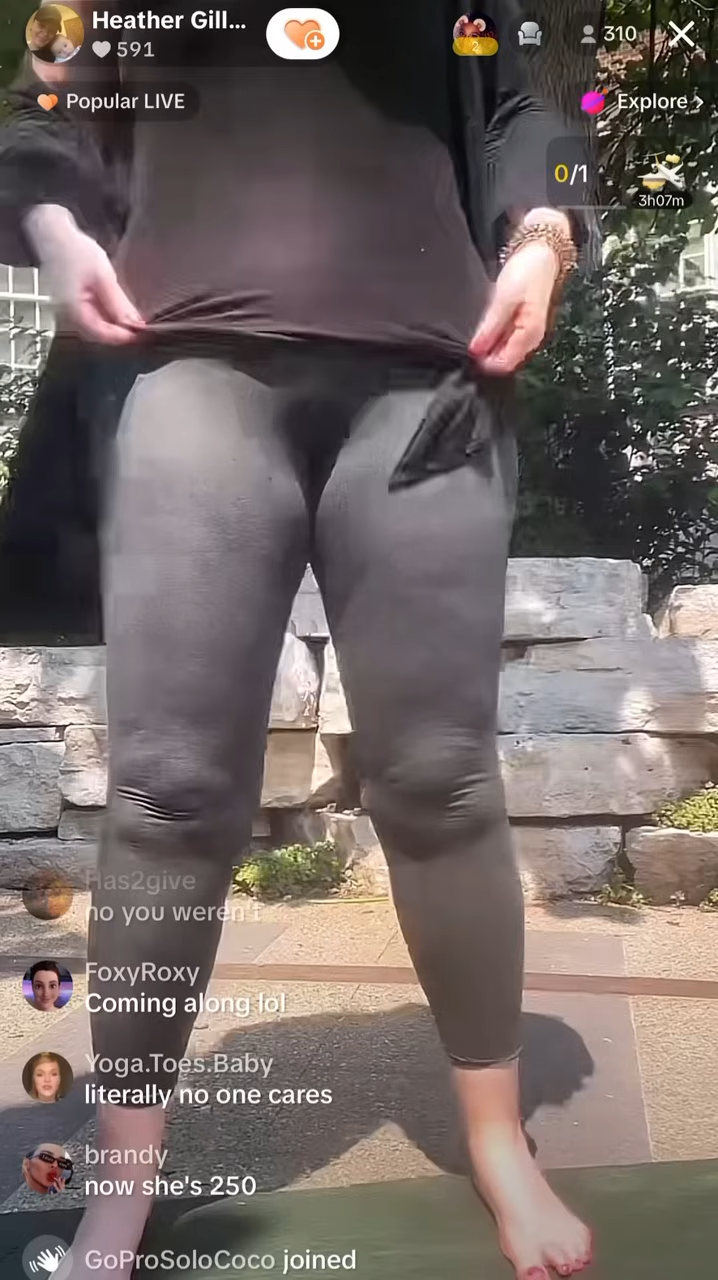 Heather Gill...
591
2
310
Popular LIVE
Explore >
0/1
3h07m
Has2give
no you weren't
FoxyRoxy
Coming along lol
Yoga.Toes.Baby
literally no one cares
brandy
now she's 250
GoProSoloCoco joined